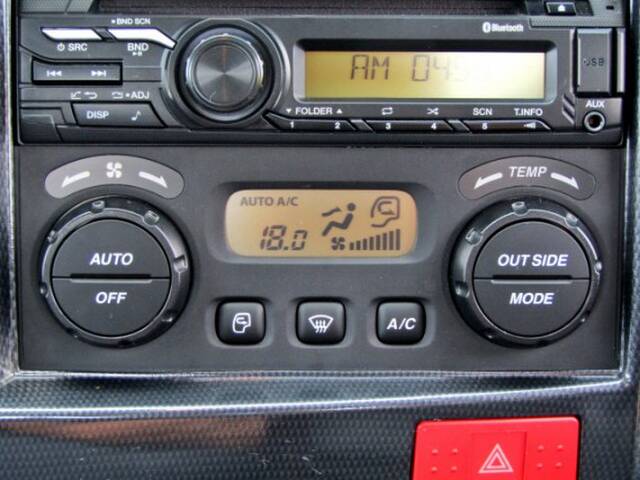 BND SCN
Bluetooth
SRC
BND
AM
USB
ADJ
DISP
FOLDER
SCN
T.INFO
AUX
1 2 3 4 5 6
TEMP
AUTO A/C
18.0
AUTO
OFF
OUT SIDE
MODE
A/C